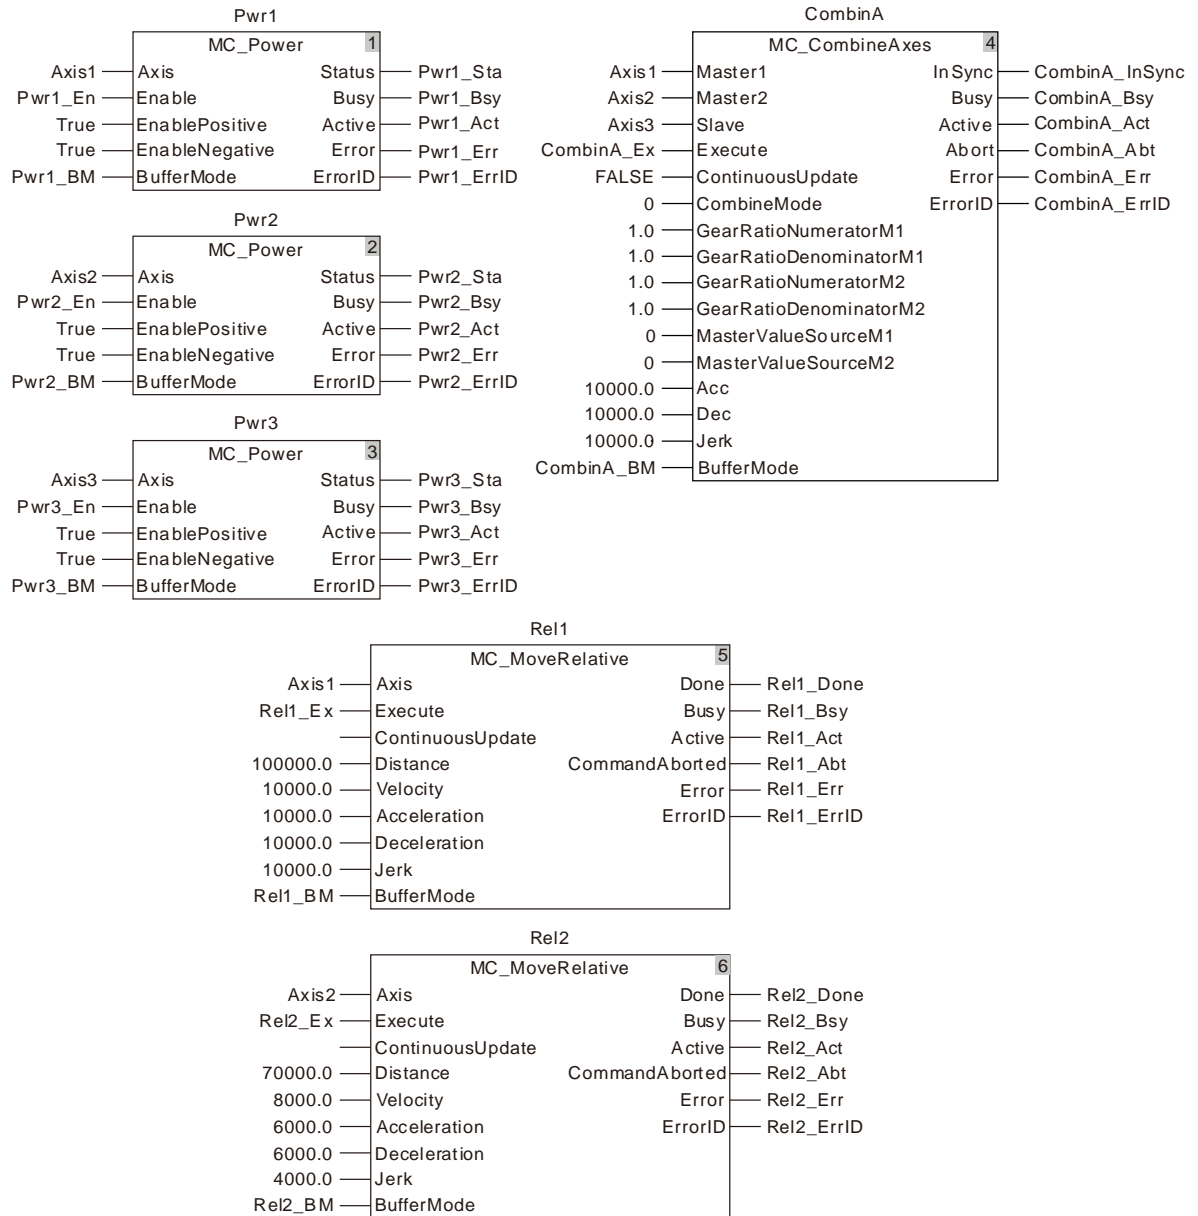 Pwr1
MC_Power 1
Axis1 Axis Status Pwr1_Sta
Pwr1_En Enable Busy Pwr1_Bsy
True EnablePositive Active Pwr1_Act
True EnableNegative Error Pwr1_Err
Pwr1_BM BufferMode ErrorID Pwr1_ErrID
Pwr2
MC_Power 2
Axis2 Axis Status Pwr2_Sta
Pwr2_En Enable Busy Pwr2_Bsy
True EnablePositive Active Pwr2_Act
True EnableNegative Error Pwr2_Err
Pwr2_BM BufferMode ErrorID Pwr2_ErrID
Pwr3
MC_Power 3
Axis3 Axis Status Pwr3_Sta
Pwr3_En Enable Busy Pwr3_Bsy
True EnablePositive Active Pwr3_Act
True EnableNegative Error Pwr3_Err
Pwr3_BM BufferMode ErrorID Pwr3_ErrID
CombinA
MC_CombineAxes 4
Axis1 Master1 InSync CombinA_InSync
Axis2 Master2 Busy CombinA_Bsy
Axis3 Slave Active CombinA_Act
CombinA_Ex Execute Abort CombinA_Abt
FALSE ContinuousUpdate Error CombinA_Err
0 CombineMode ErrorID CombinA_ErrID
1.0 GearRatioNumeratorM1
1.0 GearRatioDenominatorM1
1.0 GearRatioNumeratorM2
1.0 GearRatioDenominatorM2
0 MasterValueSourceM1
0 MasterValueSourceM2
10000.0 Acc
10000.0 Dec
10000.0 Jerk
CombinA_BM BufferMode
Rel1
MC_MoveRelative 5
Axis1 Axis Done Rel1_Done
Rel1_Ex Execute Busy Rel1_Bsy
ContinuousUpdate Active Rel1_Act
100000.0 Distance CommandAborted Rel1_Abt
10000.0 Velocity Error Rel1_Err
10000.0 Acceleration ErrorID Rel1_ErrID
10000.0 Deceleration
10000.0 Jerk
Rel1_BM BufferMode
Rel2
MC_MoveRelative 6
Axis2 Axis Done Rel2_Done
Rel2_Ex Execute Busy Rel2_Bsy
ContinuousUpdate Active Rel2_Act
70000.0 Distance CommandAborted Rel2_Abt
8000.0 Velocity Error Rel2_Err
6000.0 Acceleration ErrorID Rel2_ErrID
6000.0 Deceleration
4000.0 Jerk
Rel2_BM BufferMode